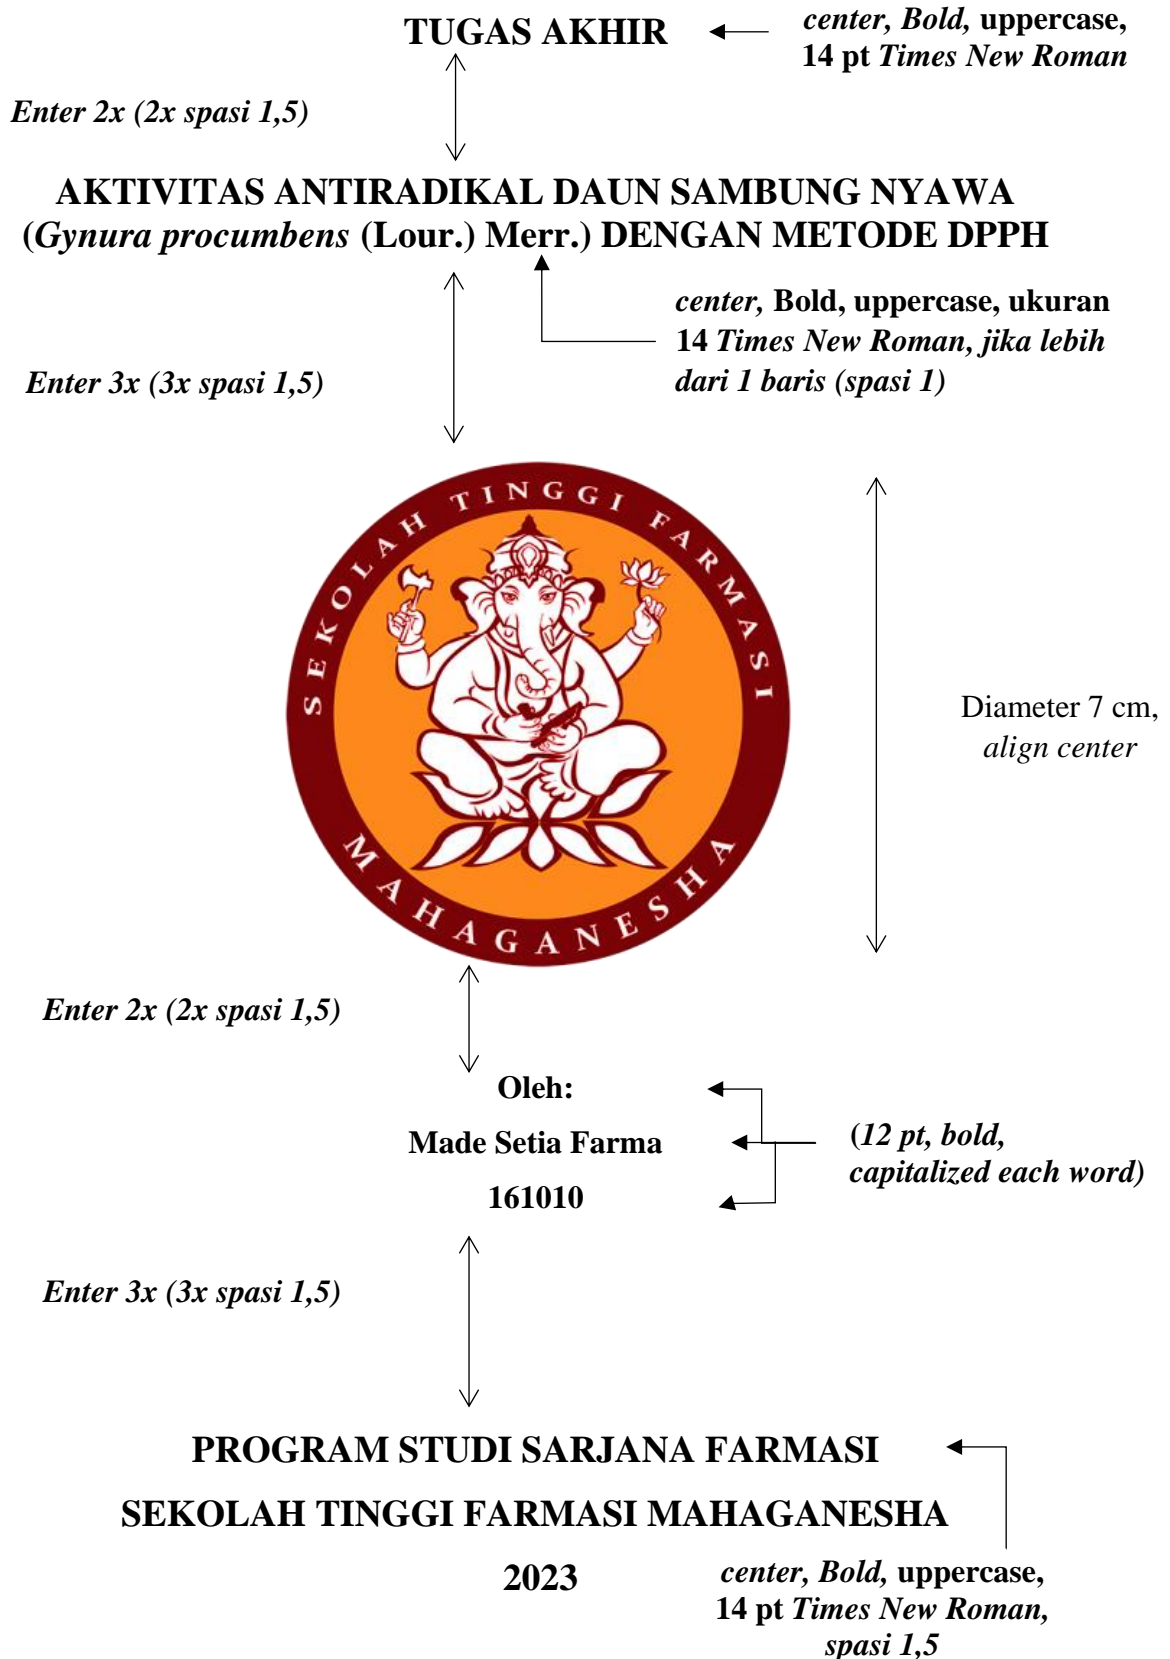 TUGAS AKHIR
center, Bold, uppercase,
14 pt Times New Roman
Enter 2x (2x spasi 1,5)
AKTIVITAS ANTIRADIKAL DAUN SAMBUNG NYAWA
(Gynura procumbens (Lour.) Merr.) DENGAN METODE DPPH
center, Bold, uppercase, ukuran
14 Times New Roman, jika lebih
dari 1 baris (spasi 1)
Enter 3x (3x spasi 1,5)
SEKOLAH TINGGI FARMASI
MAHAGANESHA
Diameter 7 cm,
align center
Enter 2x (2x spasi 1,5)
Oleh:
Made Setia Farma
161010
(12 pt, bold,
capitalized each word)
Enter 3x (3x spasi 1,5)
PROGRAM STUDI SARJANA FARMASI
SEKOLAH TINGGI FARMASI MAHAGANESHA
2023
center, Bold, uppercase,
14 pt Times New Roman,
spasi 1,5